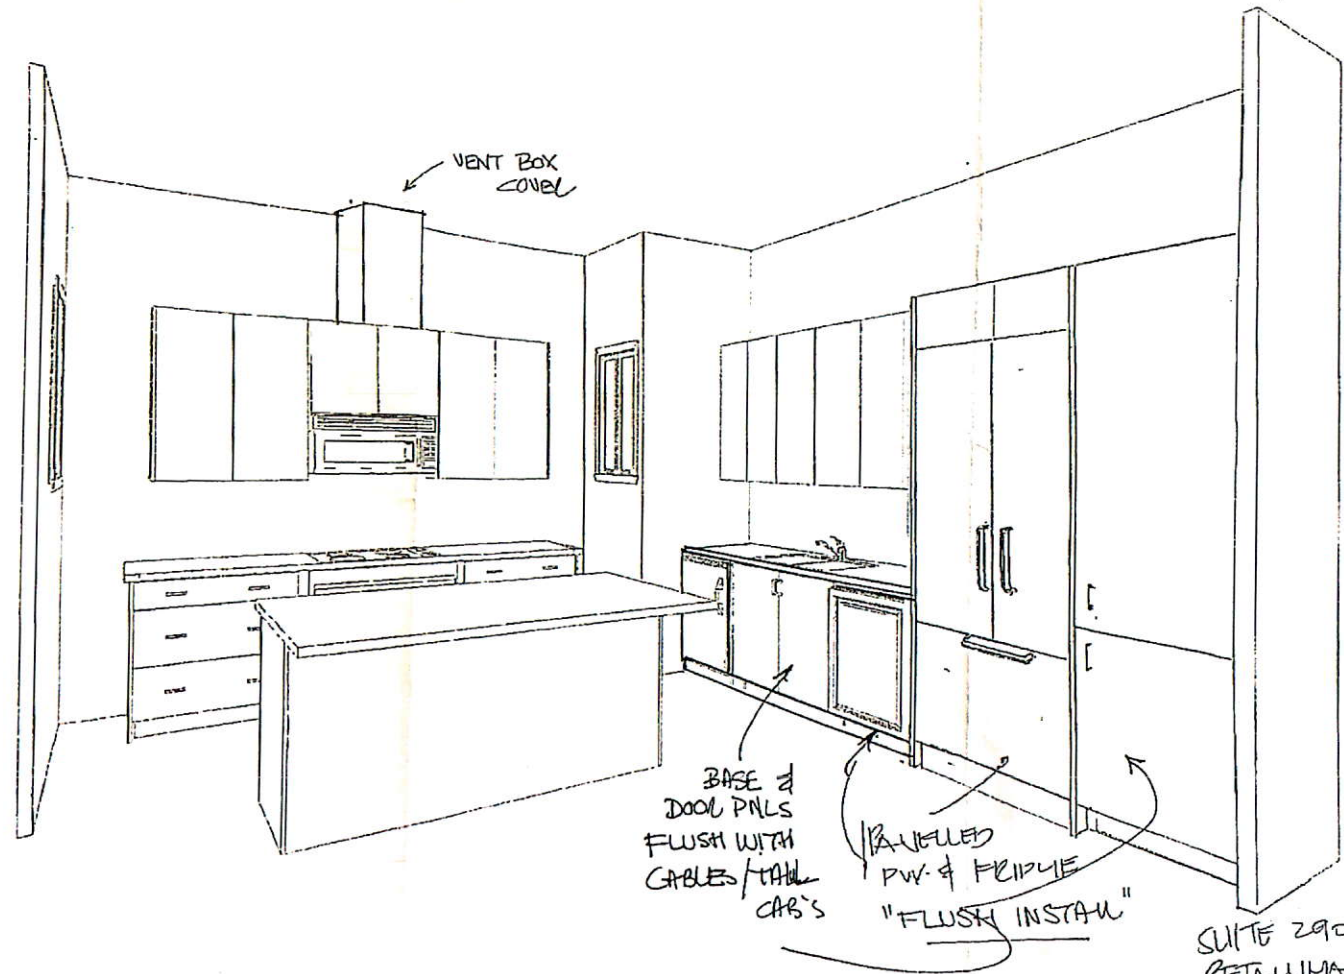 VENT BOX
COVER
BASE &
DOOR PNLS
FLUSH WITH
GABLES/TALL
CAB'S
PANELLED
& FRIDGE
"FLUSH INSTALL"
SUITE